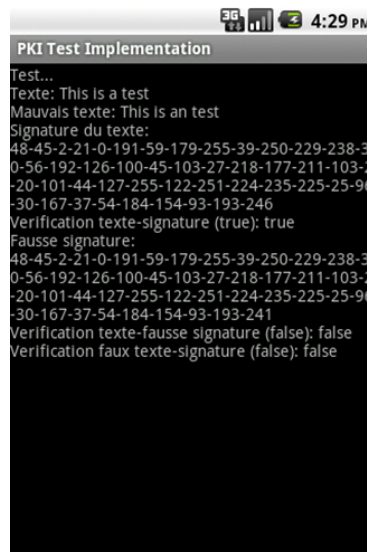 3G 4:29 PM
PKI Test Implementation
Test...
Texte: This is a test
Mauvais texte: This is an test
Signature du texte:
48-45-2-21-0-191-59-179-255-39-250-229-238-3
0-56-192-126-100-45-103-27-218-177-211-103-2
-20-101-44-127-255-122-251-224-235-225-25-96
-30-167-37-54-184-154-93-193-246
Verification texte-signature (true): true
Fausse signature:
48-45-2-21-0-191-59-179-255-39-250-229-238-3
0-56-192-126-100-45-103-27-218-177-211-103-2
-20-101-44-127-255-122-251-224-235-225-25-96
-30-167-37-54-184-154-93-193-241
Verification texte-fausse signature (false): false
Verification faux texte-signature (false): false